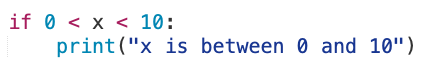 if 0 < x < 10:
    print("x is between 0 and 10")